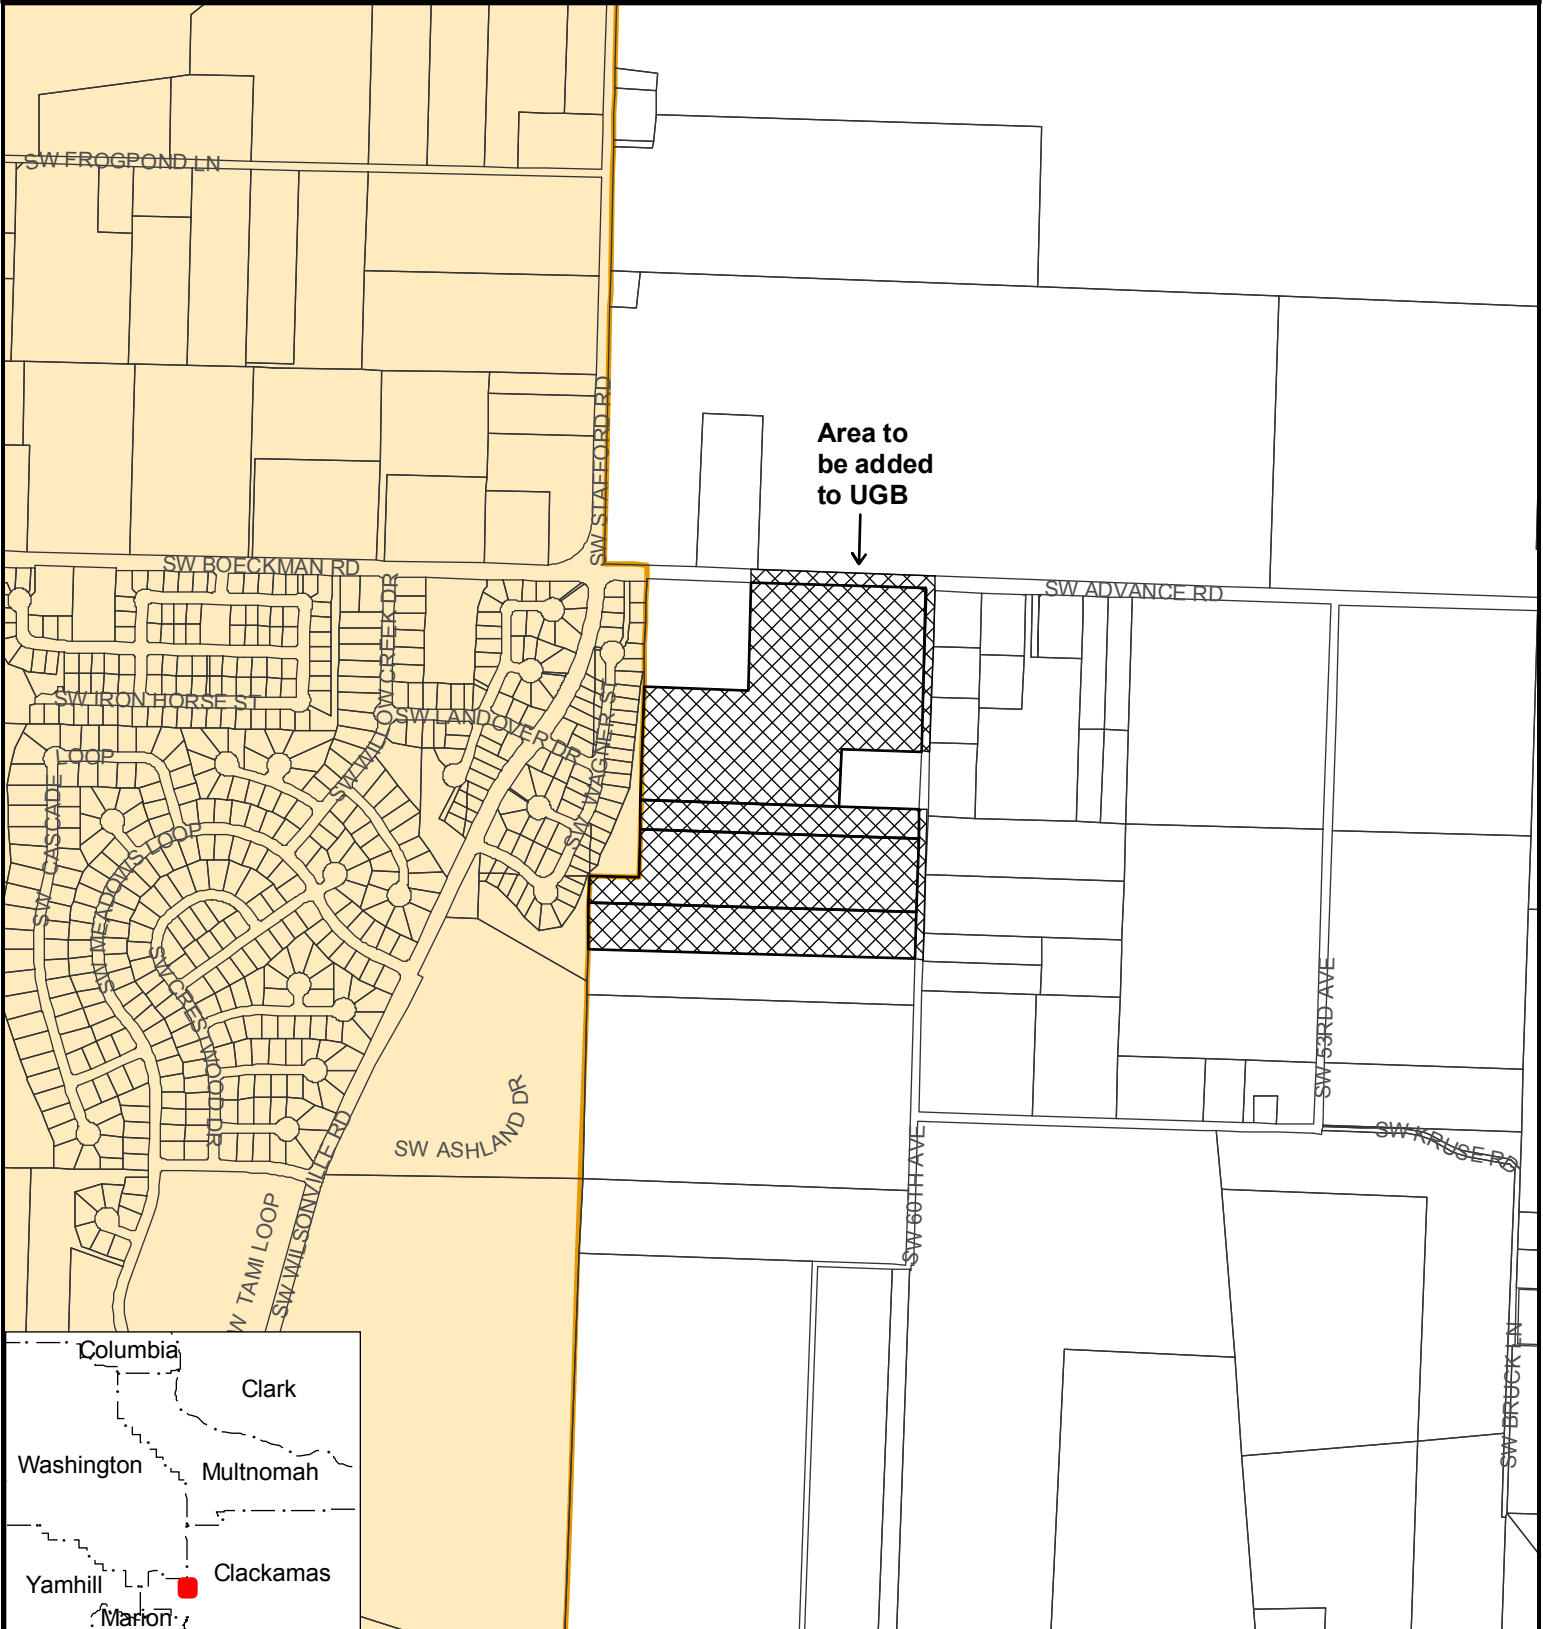 SW FROGPOND LN
SW STAFFORD RD
Area to
be added
to UGB
SW BOECKMAN RD
SW ADVANCE RD
SW WILLOW CREEK DR
SW IRON HORSE ST
SW LANDOVER DR
SW WAGNER ST
SW CASCADE LOOP
SW MEADOWS LOOP
SW CRESTWOOD DR
SW 53RD AVE
SW ASHLAND DR
SW KRUSE RD
SW 60TH AVE
SW WILSONVILLE RD
W TAMI LOOP
SW BRUCK LN
Columbia
Clark
Washington
Multnomah
Yamhill
Clackamas
Marion